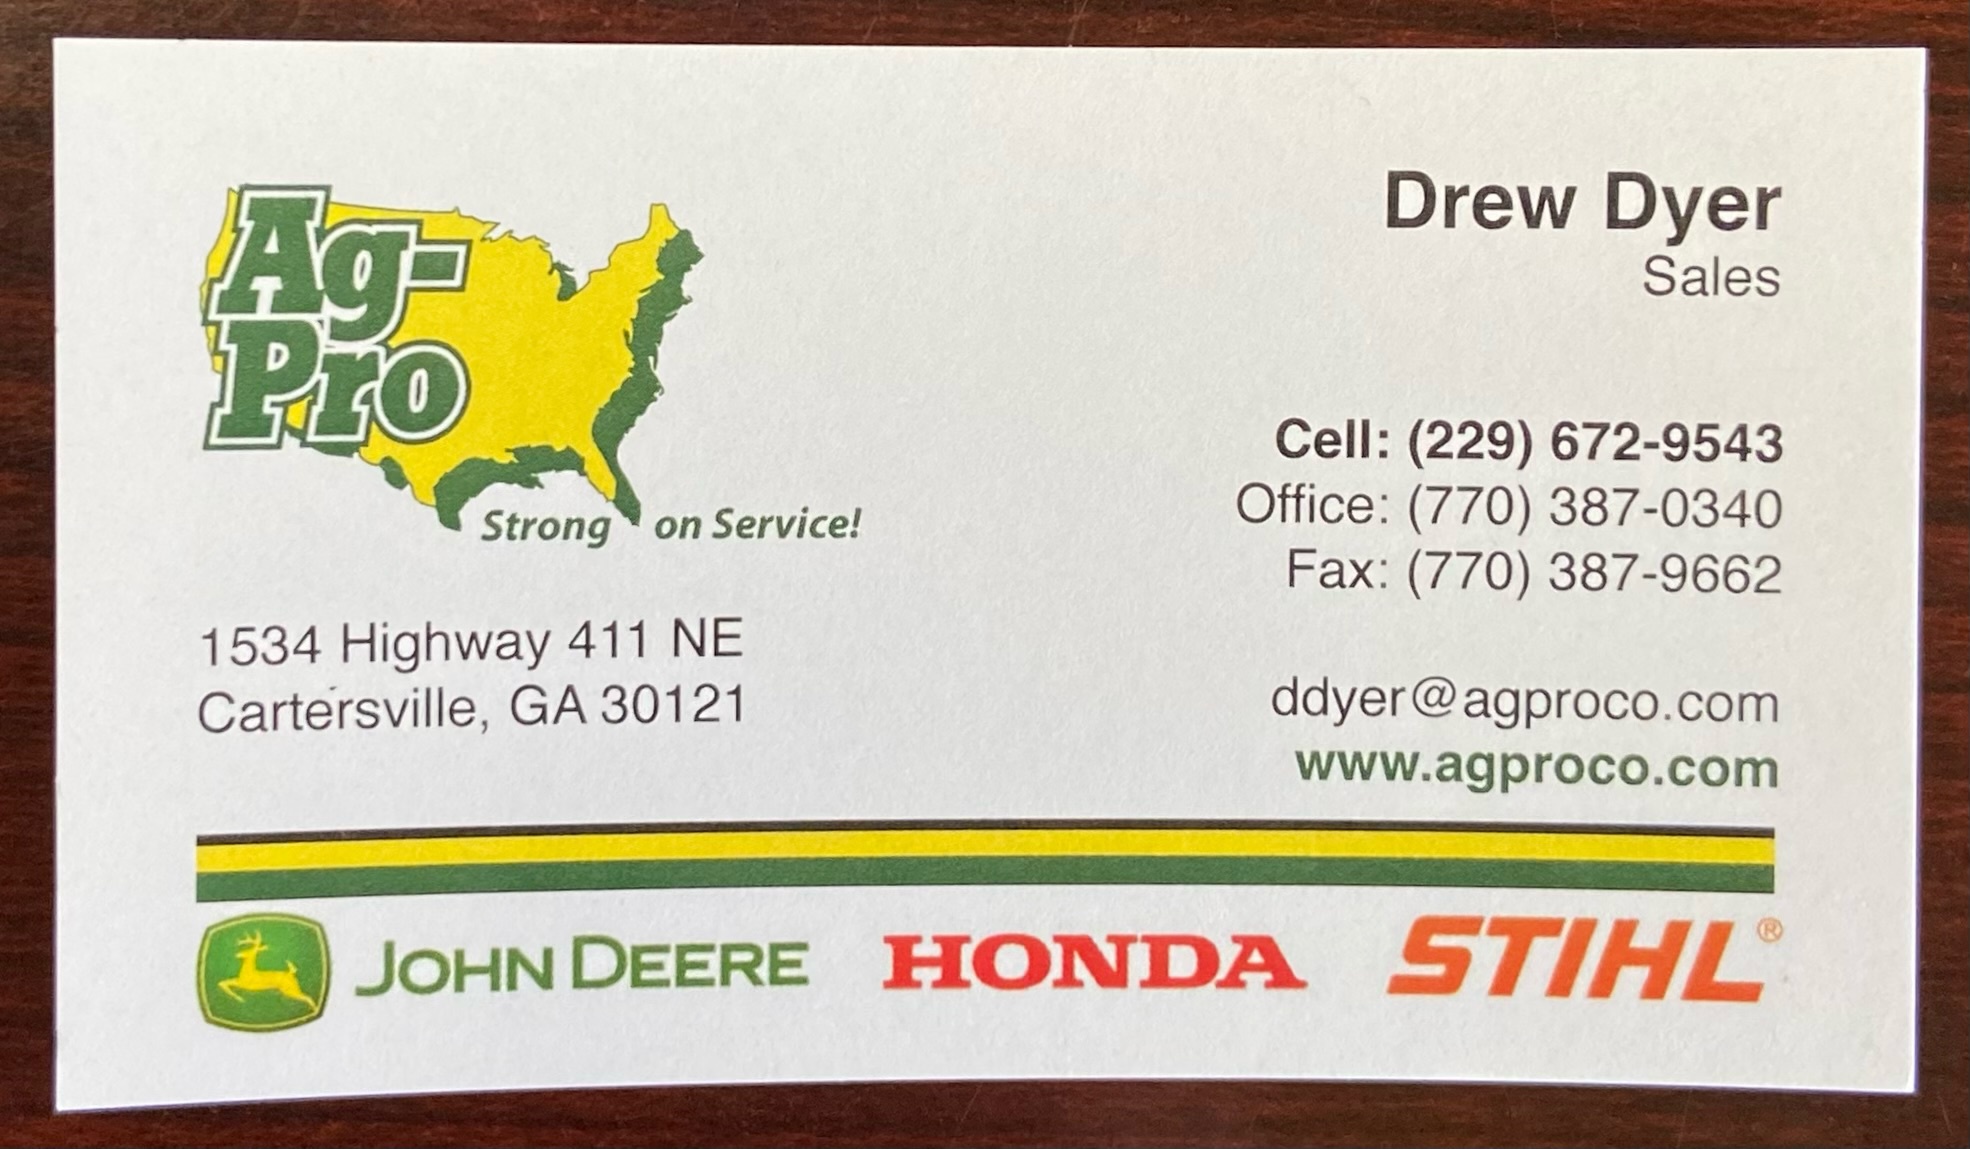 Ag-
Pro
Strong on Service!
1534 Highway 411 NE
Cartersville, GA 30121
Drew Dyer
Sales
Cell: (229) 672-9543
Office: (770) 387-0340
Fax: (770) 387-9662
ddyer@agproco.com
www.agproco.com
JOHN DEERE HONDA STIHL®